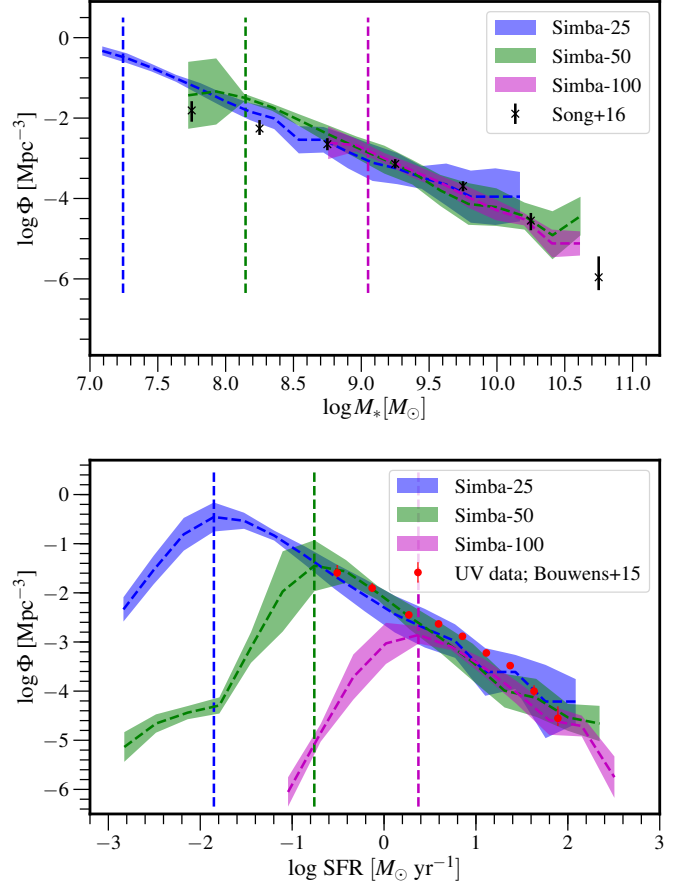 0
−2
−4
−6
log Φ [Mpc⁻³]
Simba-25
Simba-50
Simba-100
Song+16
7.0 7.5 8.0 8.5 9.0 9.5 10.0 10.5 11.0
log M* [M⊙]
0
−1
−2
−3
−4
−5
−6
log Φ [Mpc⁻³]
Simba-25
Simba-50
Simba-100
UV data; Bouwens+15
−3 −2 −1 0 1 2 3
log SFR [M⊙ yr⁻¹]